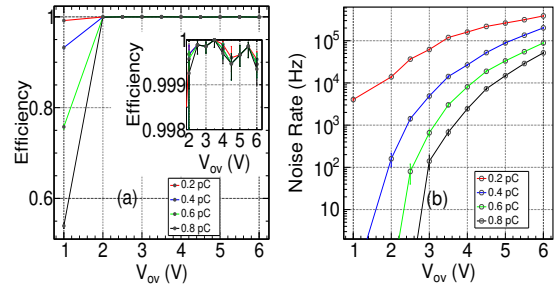 1
0.8
0.6
Efficiency
1 2 3 4 5 6
V_ov (V)
(a)
0.2 pC
0.4 pC
0.6 pC
0.8 pC
1
0.999
0.998
Efficiency
2 3 4 5 6
V_ov (V)
10^5
10^4
10^3
10^2
10
Noise Rate (Hz)
1 2 3 4 5 6
V_ov (V)
(b)
0.2 pC
0.4 pC
0.6 pC
0.8 pC